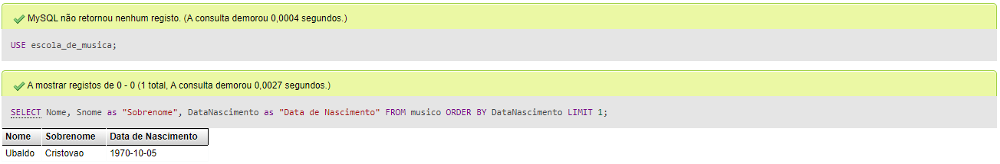 MySQL não retornou nenhum registo. (A consulta demorou 0,0004 segundos.)
USE escola_de_musica;
A mostrar registos de 0 - 0 (1 total, A consulta demorou 0,0027 segundos.)
SELECT Nome, Snome as "Sobrenome", DataNascimento as "Data de Nascimento" FROM musico ORDER BY DataNascimento LIMIT 1;
Nome Sobrenome Data de Nascimento
Ubaldo Cristovao 1970-10-05